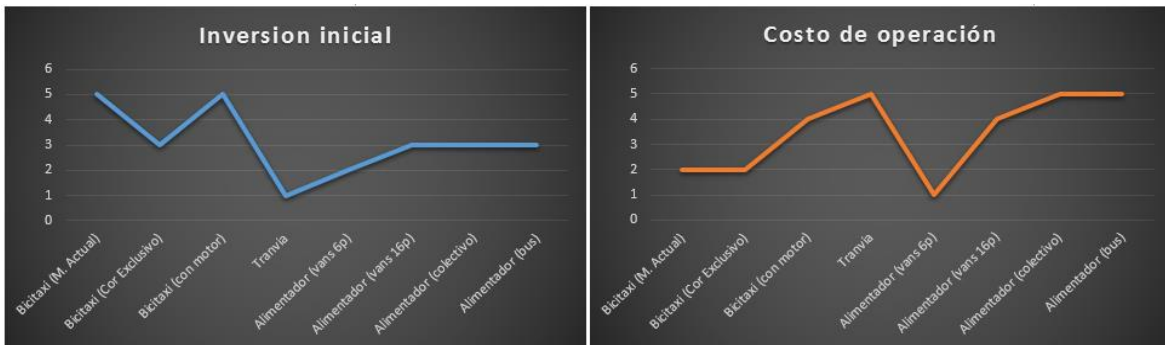 Inversion inicial
6
5
4
3
2
1
0
Bicitaxi (M. Actual)
Bicitaxi (Cor Exclusivo)
Bicitaxi (con motor)
Tranvía
Alimentador (vans 6p)
Alimentador (vans 16p)
Alimentador (colectivo)
Alimentador (bus)
Costo de operación
6
5
4
3
2
1
0
Bicitaxi (M. Actual)
Bicitaxi (Cor Exclusivo)
Bicitaxi (con motor)
Tranvía
Alimentador (vans 6p)
Alimentador (vans 16p)
Alimentador (colectivo)
Alimentador (bus)